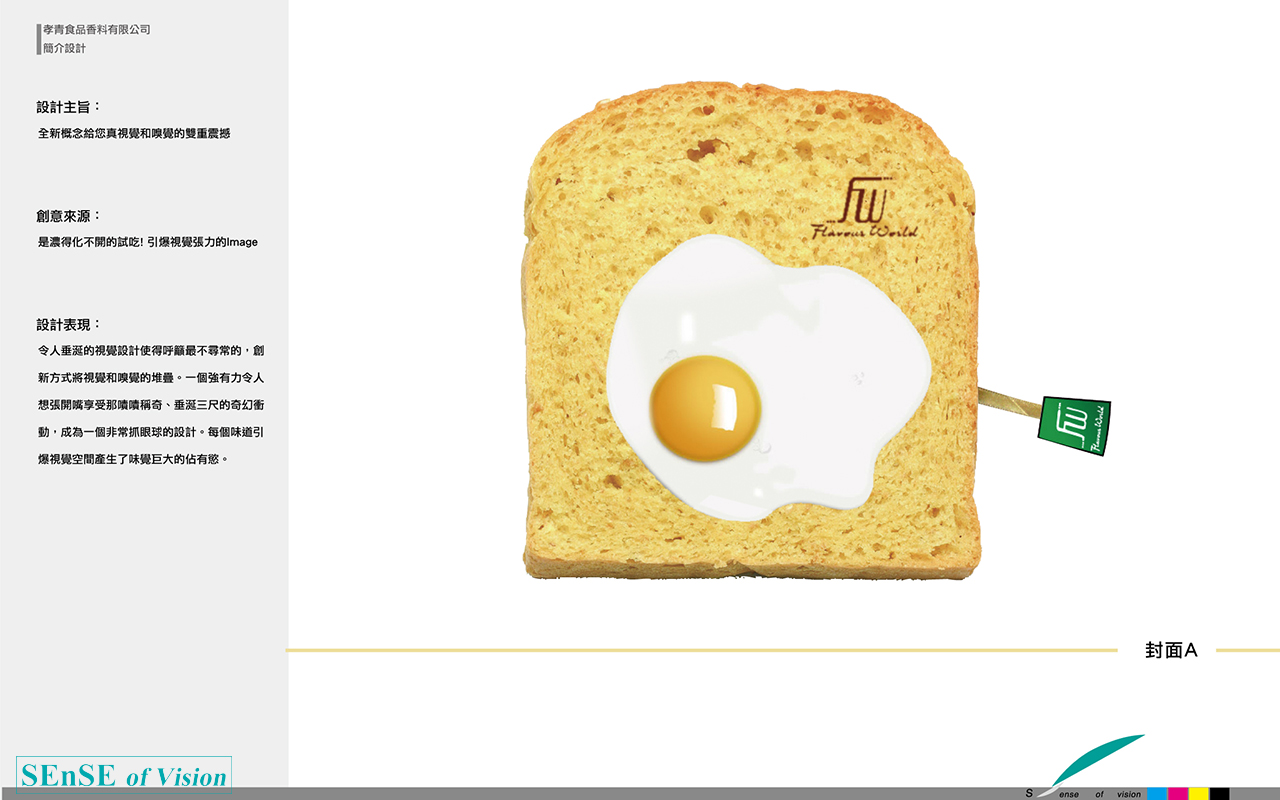 孝青食品香料有限公司
簡介設計
設計主旨：
全新概念給您真視覺和嗅覺的雙重震撼
創意來源：
是濃得化不開的試吃! 引爆視覺張力的Image
設計表現：
令人垂涎的視覺設計使得呼籲最不尋常的，創
新方式將視覺和嗅覺的堆疊。一個強有力令人
想張開嘴享受那嘖嘖稱奇、垂涎三尺的奇幻衝
動，成為一個非常抓眼球的設計。每個味道引
爆視覺空間產生了味覺巨大的佔有慾。
FW
Flavour World
FW
Flavour World
封面A
SEnSE of Vision
Sense of vision